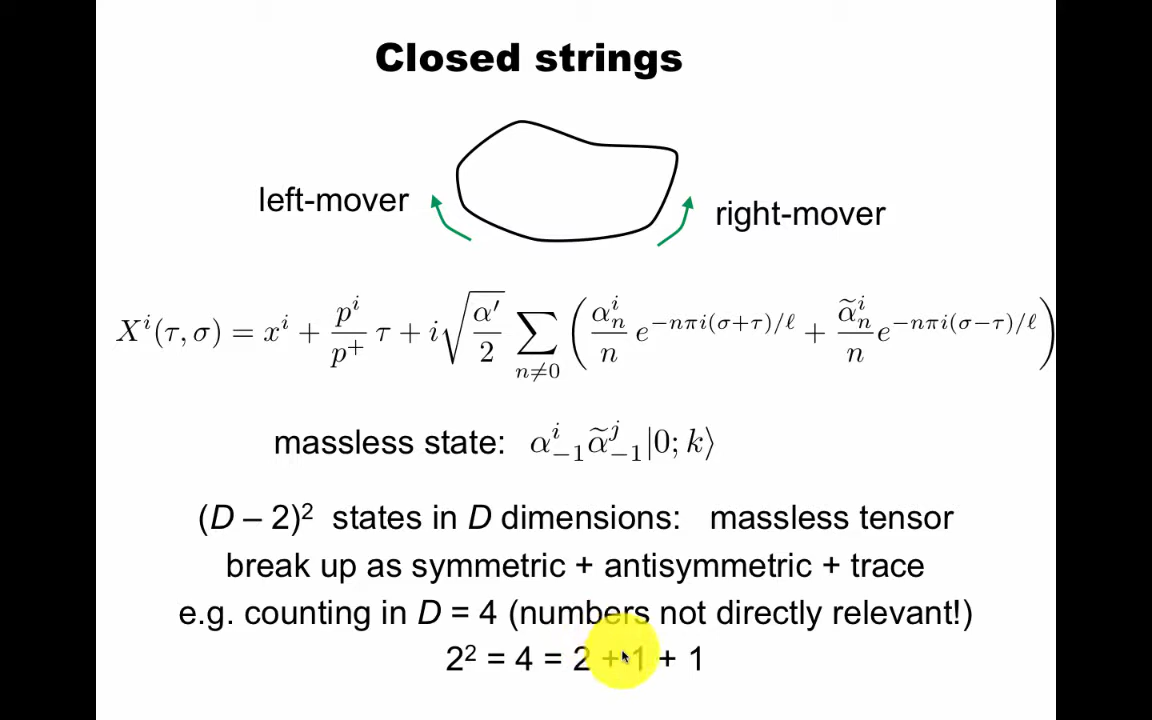 Closed strings
left-mover
right-mover
X^i(τ, σ) = x^i + p^i/p^+ τ + i√(α′/2) ∑_{n≠0} (α^i_n/n e^{−nπi(σ+τ)/ℓ} + α̃^i_n/n e^{−nπi(σ−τ)/ℓ})
massless state: α^i_{−1} α̃^j_{−1}|0; k⟩
(D – 2)² states in D dimensions: massless tensor
break up as symmetric + antisymmetric + trace
e.g. counting in D = 4 (numbers not directly relevant!)
2² = 4 = 2 + 1 + 1